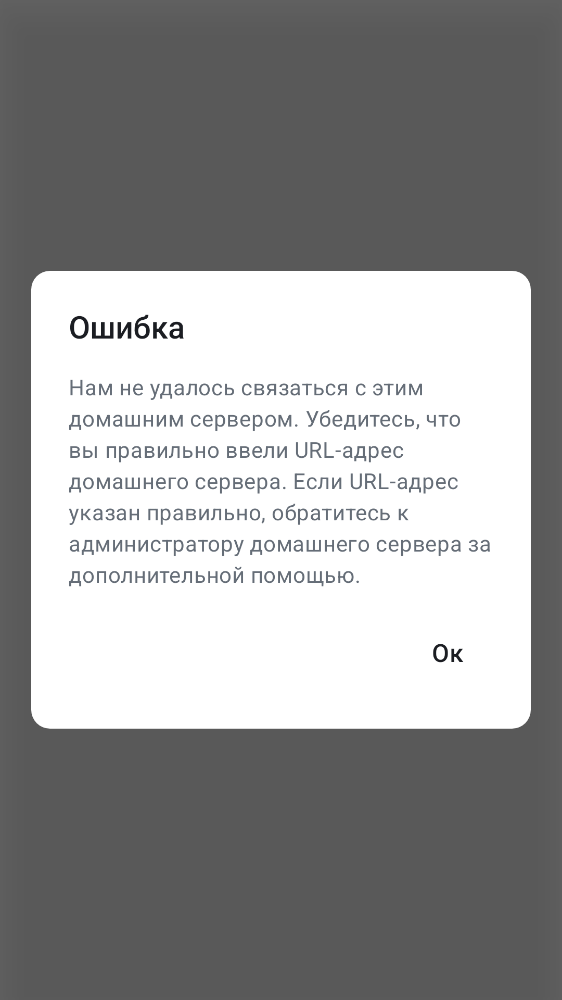 Ошибка
Нам не удалось связаться с этим
домашним сервером. Убедитесь, что
вы правильно ввели URL-адрес
домашнего сервера. Если URL-адрес
указан правильно, обратитесь к
администратору домашнего сервера за
дополнительной помощью.
Ок